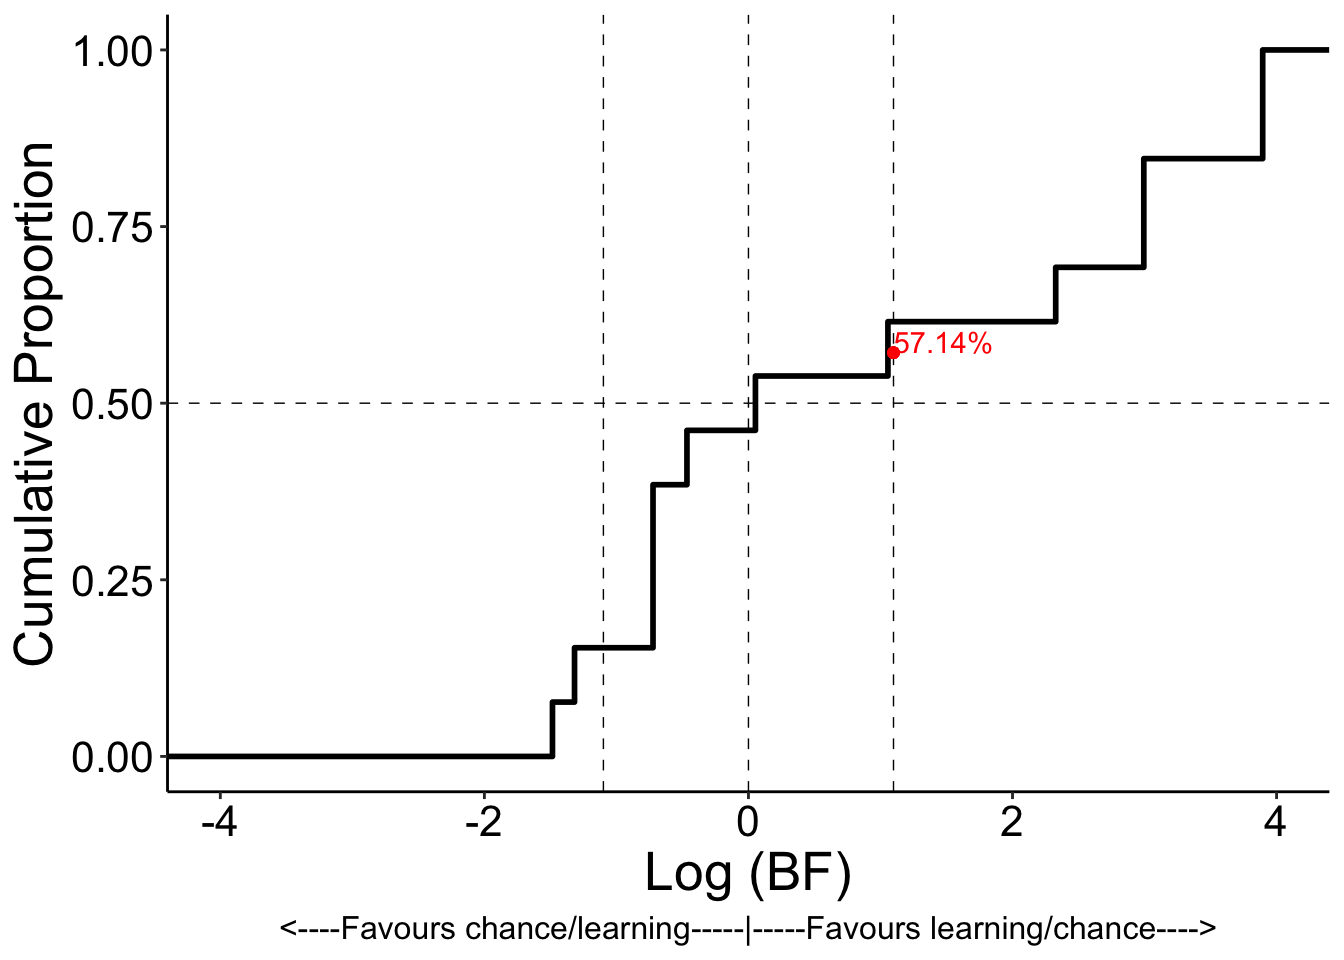 1.00
0.75
0.50
0.25
0.00
Cumulative Proportion
57.14%
-4 -2 0 2 4
Log (BF)
<----Favours chance/learning-----|-----Favours learning/chance---->